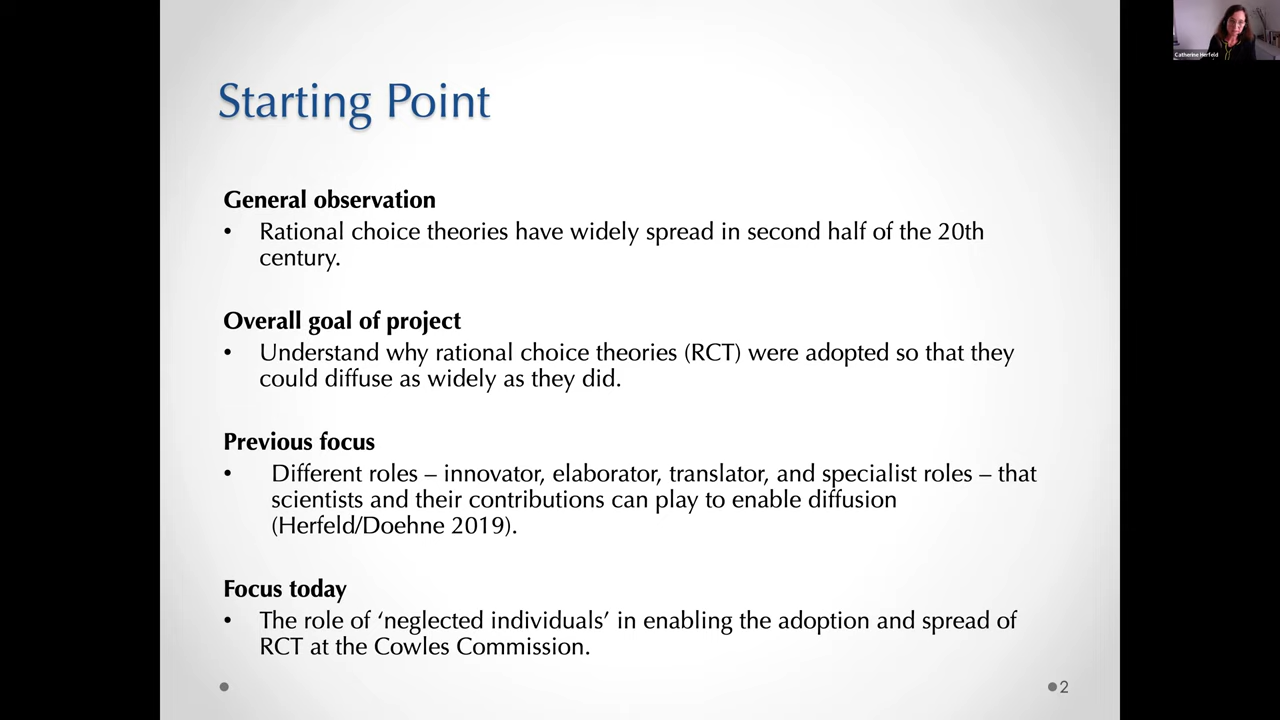 Catherine Herfeld
Starting Point
General observation
• Rational choice theories have widely spread in second half of the 20th
century.
Overall goal of project
• Understand why rational choice theories (RCT) were adopted so that they
could diffuse as widely as they did.
Previous focus
• Different roles – innovator, elaborator, translator, and specialist roles – that
scientists and their contributions can play to enable diffusion
(Herfeld/Doehne 2019).
Focus today
• The role of ‘neglected individuals’ in enabling the adoption and spread of
RCT at the Cowles Commission.
2